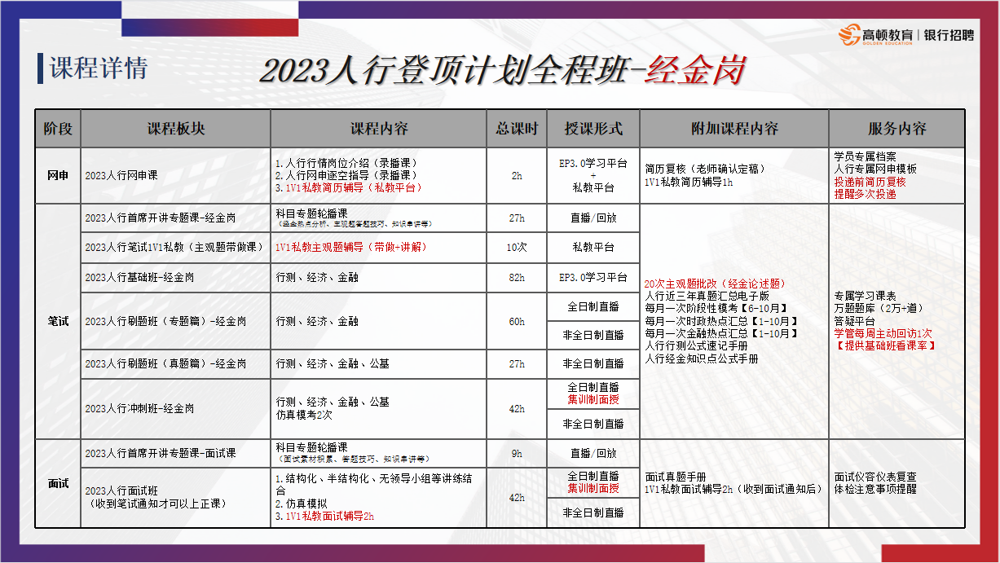 高顿教育 | 银行招聘
GOLDEN EDUCATION
课程详情
2023人行登顶计划全程班-经金岗
阶段 课程板块 课程内容 总课时 授课形式 附加课程内容 服务内容
网申
2023人行网申课
1.人行行情岗位介绍（录播课）
2.人行网申逐空指导（录播课）
3.1V1私教简历辅导（私教平台）
2h
EP3.0学习平台
+
私教平台
简历复核（老师确认定稿）
1V1私教简历辅导1h
学员专属档案
人行专属网申模板
投递前简历复核
提醒多次投递
笔试
2023人行首席开讲专题课-经金岗
科目专题轮播课
（经金热点分析、主观题答题技巧、知识串讲等）
27h
直播/回放
2023人行笔试1V1私教（主观题带做课）
1V1私教主观题辅导（带做+讲解）
10次
私教平台
2023人行基础班-经金岗
行测、经济、金融
82h
EP3.0学习平台
2023人行刷题班（专题篇）-经金岗
行测、经济、金融
60h
全日制直播
非全日制直播
2023人行刷题班（真题篇）-经金岗
行测、经济、金融、公基
27h
非全日制直播
2023人行冲刺班-经金岗
行测、经济、金融、公基
仿真模考2次
42h
全日制直播
集训制面授
非全日制直播
20次主观题批改（经金论述题）
人行近三年真题汇总电子版
每月一次阶段性模考【6-10月】
每月一次时政热点汇总【1-10月】
每月一次金融热点汇总【1-10月】
人行行测公式速记手册
人行经金知识点公式手册
专属学习课表
万题题库（2万+道）
答疑平台
学管每周主动回访1次
【提供基础班看课率】
面试
2023人行首席开讲专题课-面试课
科目专题轮播课
（面试素材积累、答题技巧、知识串讲等）
9h
直播/回放
2023人行面试班
（收到笔试通知才可以上正课）
1.结构化、半结构化、无领导小组等讲练结
合
2.仿真模拟
3.1V1私教面试辅导2h
42h
全日制直播
集训制面授
非全日制直播
面试真题手册
1V1私教面试辅导2h（收到面试通知后）
面试仪容仪表复查
体检注意事项提醒